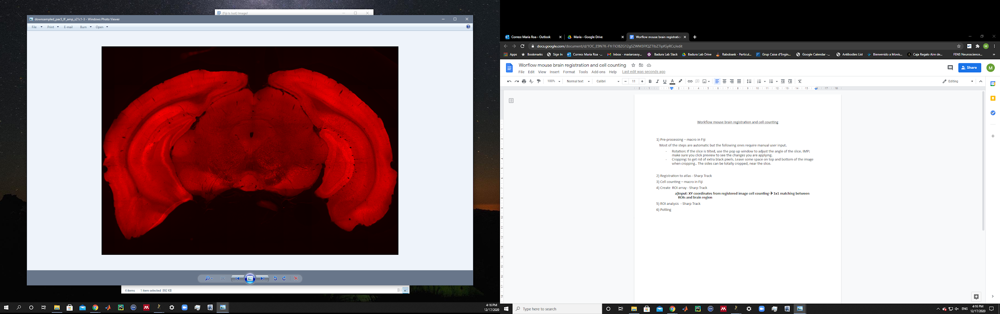 (Fiji Is Just) ImageJ
downsampled_pax5_IF_amp_s21c1-3 - Windows Photo Viewer
File Print E-mail Burn Open
4 items 1 item selected 892 KB
4:16 PM
12/17/2020
Correo: Maria Roa - Outlook
Maria - Google Drive
Worflow mouse brain registratio
docs.google.com/document/d/1OC_E9N7K-FYr7iOBZG12gSZWM3FfQZTlbZ7ipfGyRCc/edit
Apps Bookmarks Sign In Correo: Maria Roa -... Inbox - mariaroaoy... Badura Lab Slack Badura Lab Drive Rabobank - Particul... Grup Caixa d'Engin... Google Calendar -... Antibodies List Bienvenido a Movis... Caja Regalo Aire de... FENS Neuroscience... »
Worflow mouse brain registration and cell counting
File Edit View Insert Format Tools Add-ons Help Last edit was seconds ago
Share
M
100% Normal text Calibri 11 Editing
Workflow mouse brain registration and cell counting
1) Pre-processing – macro in Fiji
Most of the steps are automatic but the following ones require manual user input.
- Rotation: If the slice is tilted, use the pop up window to adjust the angle of the slice. IMP:
make sure you click preview to see the changes you are applying.
- Cropping: to get rid of extra black pixels. Leave some space on top and bottom of the image
when cropping.. The sides can be totally cropped, near the slice.
2) Registration to atlas - Sharp Track
3) Cell counting – macro in Fiji
4) Create ROI array - Sharp Track
a)Input: XY coordinates from registered image cell counting→ 1x1 matching between
ROIs and brain region
5) ROI analysis - Sharp Track
6) Potting
Type here to search
ENG
4:16 PM
12/17/2020